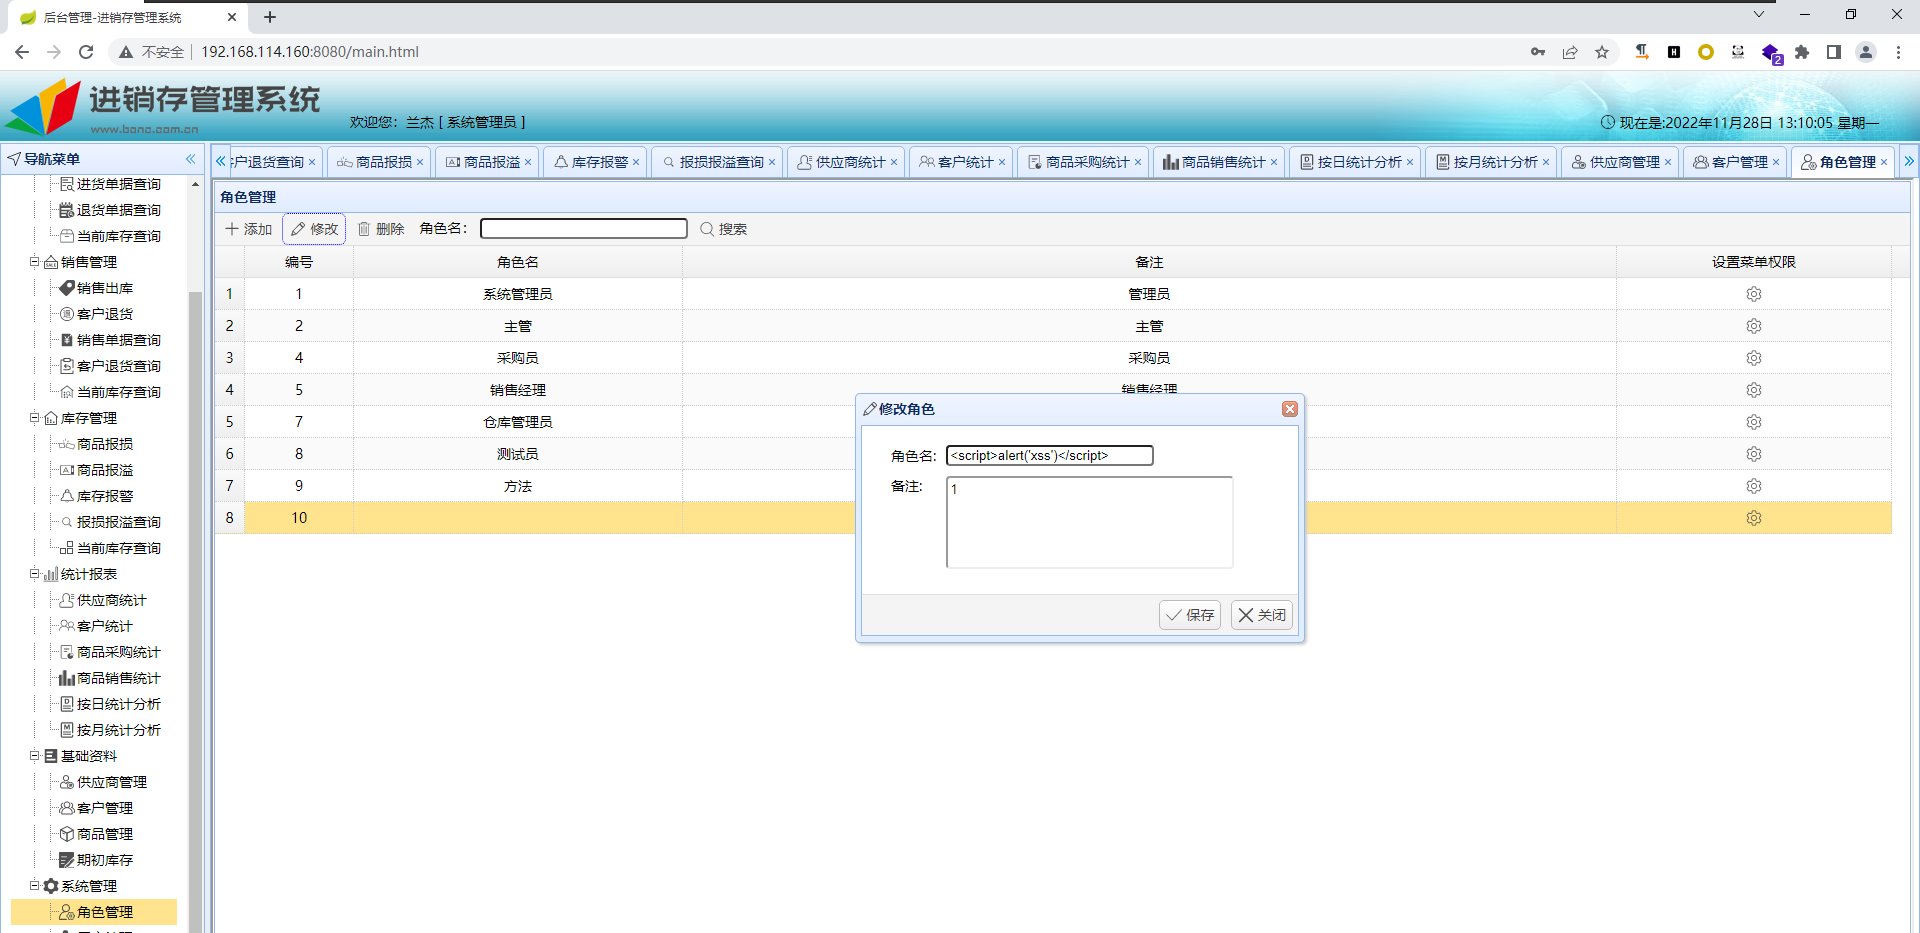 后台管理-进销存管理系统
不安全 192.168.114.160:8080/main.html
2
进销存管理系统
www.bang.com.cn
欢迎您：兰杰 [ 系统管理员 ]
现在是:2022年11月28日 13:10:05 星期一
导航菜单
户退货查询
商品报损
商品报溢
库存报警
报损报溢查询
供应商统计
客户统计
商品采购统计
商品销售统计
按日统计分析
按月统计分析
供应商管理
客户管理
角色管理
进货单据查询
退货单据查询
当前库存查询
销售管理
销售出库
客户退货
销售单据查询
客户退货查询
当前库存查询
库存管理
商品报损
商品报溢
库存报警
报损报溢查询
当前库存查询
统计报表
供应商统计
客户统计
商品采购统计
商品销售统计
按日统计分析
按月统计分析
基础资料
供应商管理
客户管理
商品管理
期初库存
系统管理
角色管理
角色管理
添加 修改 删除 角色名： 搜索
编号 角色名 备注 设置菜单权限
1 1 系统管理员 管理员
2 2 主管 主管
3 4 采购员 采购员
4 5 销售经理 销售经理
5 7 仓库管理员
6 8 测试员
7 9 方法
8 10
修改角色
角色名: <script>alert('xss')</script>
备注: 1
保存 关闭